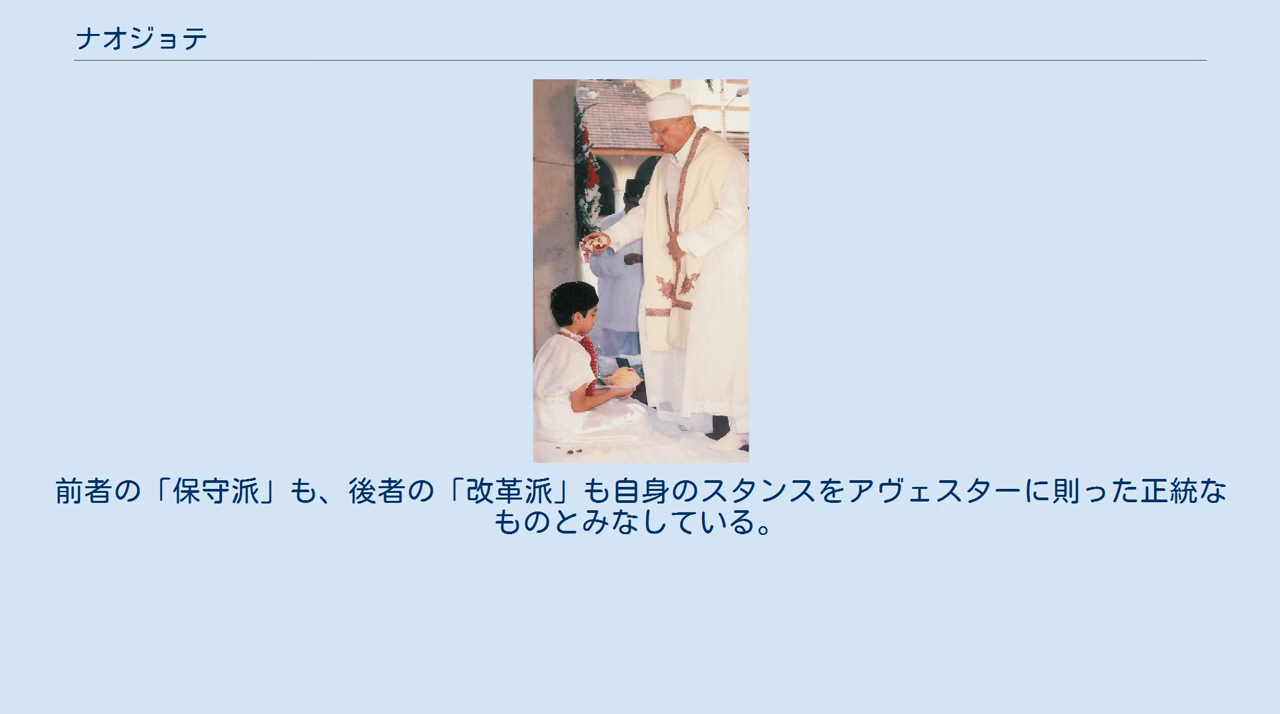 ナオジョテ
前者の「保守派」も、後者の「改革派」も自身のスタンスをアヴェスターに則った正統な
ものとみなしている。